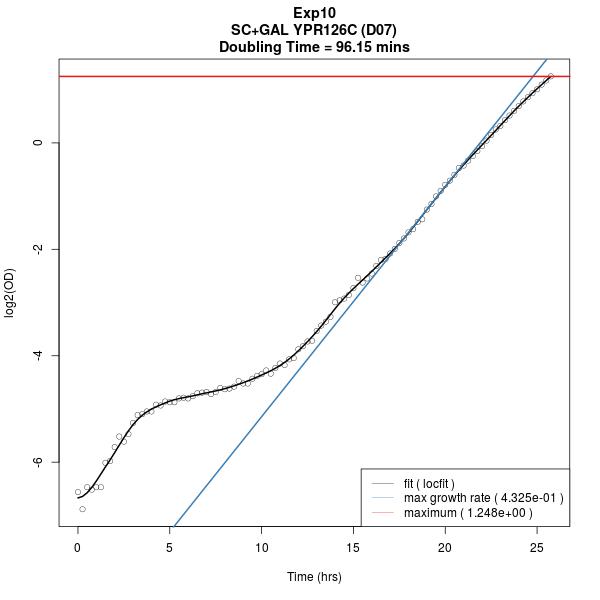 Exp10
SC+GAL YPR126C (D07)
Doubling Time = 96.15 mins
log2(OD)
0
-2
-4
-6
fit ( locfit )
max growth rate ( 4.325e-01 )
maximum ( 1.248e+00 )
0 5 10 15 20 25
Time (hrs)